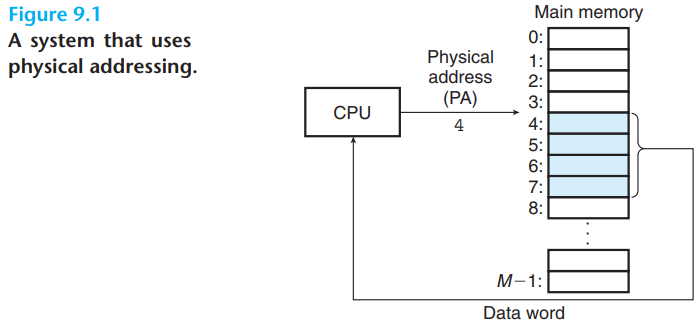 Figure 9.1
A system that uses
physical addressing.
Main memory
Physical
address
(PA)
4
CPU
0:
1:
2:
3:
4:
5:
6:
7:
8:
M−1:
Data word